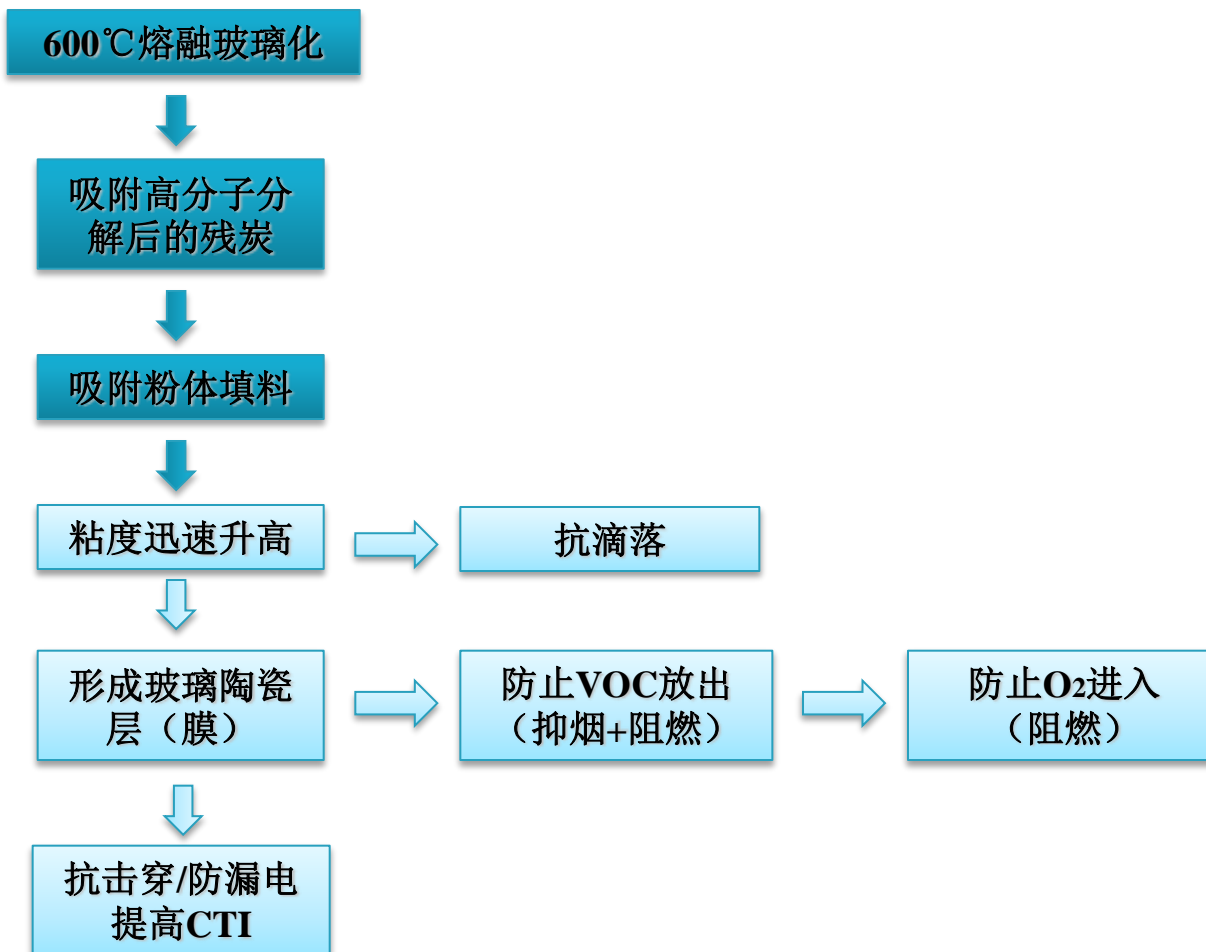 600℃熔融玻璃化
吸附高分子分
解后的残炭
吸附粉体填料
粘度迅速升高
抗滴落
形成玻璃陶瓷
层（膜）
防止VOC放出
（抑烟+阻燃）
防止O₂进入
（阻燃）
抗击穿/防漏电
提高CTI